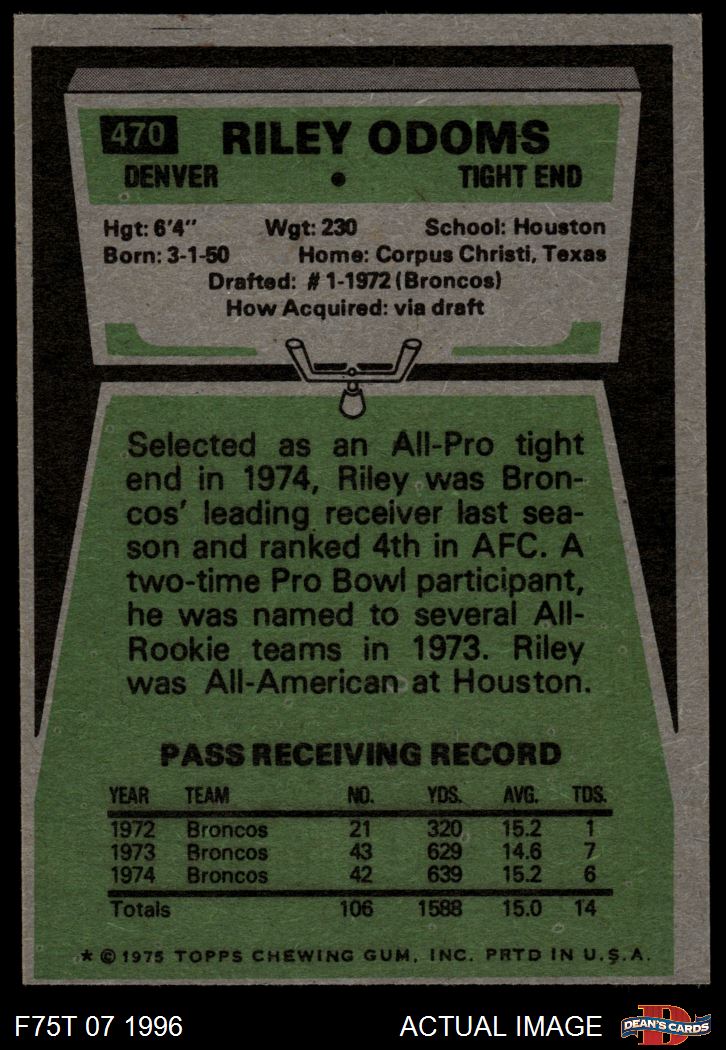 470 RILEY ODOMS
DENVER • TIGHT END
Hgt: 6'4" Wgt: 230 School: Houston
Born: 3-1-50 Home: Corpus Christi, Texas
Drafted: #1-1972 (Broncos)
How Acquired: via draft
Selected as an All-Pro tight
end in 1974, Riley was Bron-
cos' leading receiver last sea-
son and ranked 4th in AFC. A
two-time Pro Bowl participant,
he was named to several All-
Rookie teams in 1973. Riley
was All-American at Houston.
PASS RECEIVING RECORD
YEAR TEAM NO. YDS. AVG. TDS.
1972 Broncos 21 320 15.2 1
1973 Broncos 43 629 14.6 7
1974 Broncos 42 639 15.2 6
Totals 106 1588 15.0 14
* © 1975 TOPPS CHEWING GUM, INC. PRTD IN U.S.A.
F75T 07 1996 ACTUAL IMAGE D DEAN'S CARDS